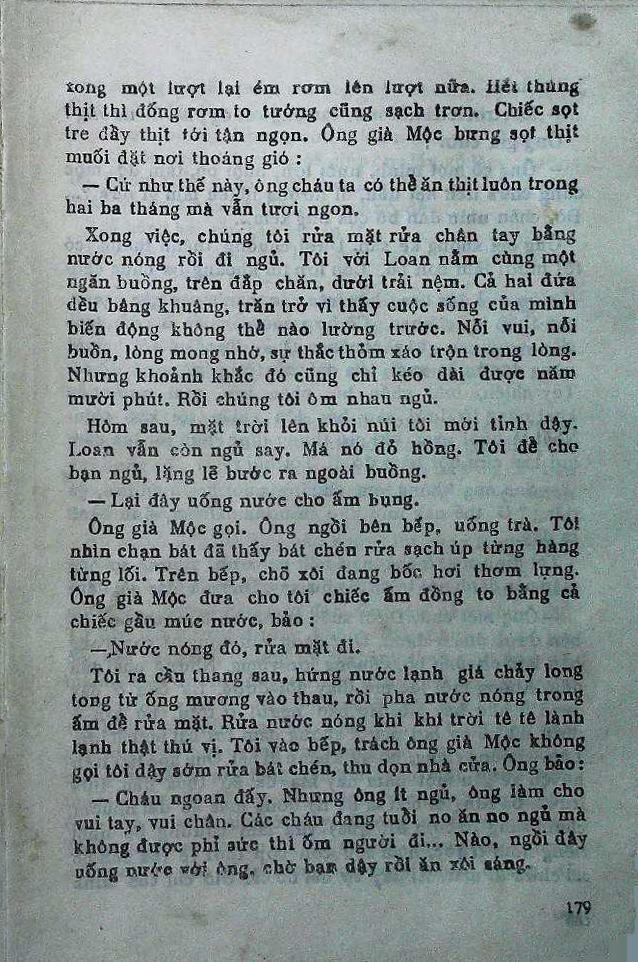 xong một lượt lại ém rơm lên lượt nữa. Hết thúng
thịt thì đống rơm to tướng cũng sạch trơn. Chiếc sọt
tre đầy thịt tới tận ngọn. Ông già Mộc bưng sọt thịt
muối đặt nơi thoáng gió :
— Cứ như thế này, ông cháu ta có thể ăn thịt luôn trong
hai ba tháng mà vẫn tươi ngon.
Xong việc, chúng tôi rửa mặt rửa chân tay bằng
nước nóng rồi đi ngủ. Tôi với Loan nằm cùng một
ngăn buồng, trên đắp chăn, dưới trải nệm. Cả hai đứa
đều bâng khuâng, trăn trở vì thấy cuộc sống của mình
biến động không thể nào lường trước. Nỗi vui, nỗi
buồn, lòng mong nhớ, sự thắc thỏm xáo trộn trong lòng.
Nhưng khoảnh khắc đó cũng chỉ kéo dài được năm
mười phút. Rồi chúng tôi ôm nhau ngủ.
Hôm sau, mặt trời lên khỏi núi tôi mới tỉnh dậy.
Loan vẫn còn ngủ say. Má nó đỏ hồng. Tôi để cho
bạn ngủ, lặng lẽ bước ra ngoài buồng.
— Lại đây uống nước cho ấm bụng.
Ông già Mộc gọi. Ông ngồi bên bếp, uống trà. Tôi
nhìn chạn bát đã thấy bát chén rửa sạch úp từng hàng
từng lối. Trên bếp, chõ xôi đang bốc hơi thơm lựng.
Ông già Mộc đưa cho tôi chiếc ấm đồng to bằng cả
chiếc gầu múc nước, bảo :
— Nước nóng đó, rửa mặt đi.
Tôi ra cầu thang sau, hứng nước lạnh giá chảy long
tong từ ống mương vào thau, rồi pha nước nóng trong
ấm để rửa mặt. Rửa nước nóng khi khi trời tê tê lành
lạnh thật thú vị. Tôi vào bếp, trách ông già Mộc không
gọi tôi dậy sớm rửa bát chén, thu dọn nhà cửa. Ông bảo :
— Cháu ngoan đấy. Nhưng ông ít ngủ, ông làm cho
vui tay, vui chân. Các cháu đang tuổi no ăn no ngủ mà
không được phỉ sức thì ốm người đi... Nào, ngồi đây
uống nước với ông, chờ bạn dậy rồi ăn xôi sáng.
179